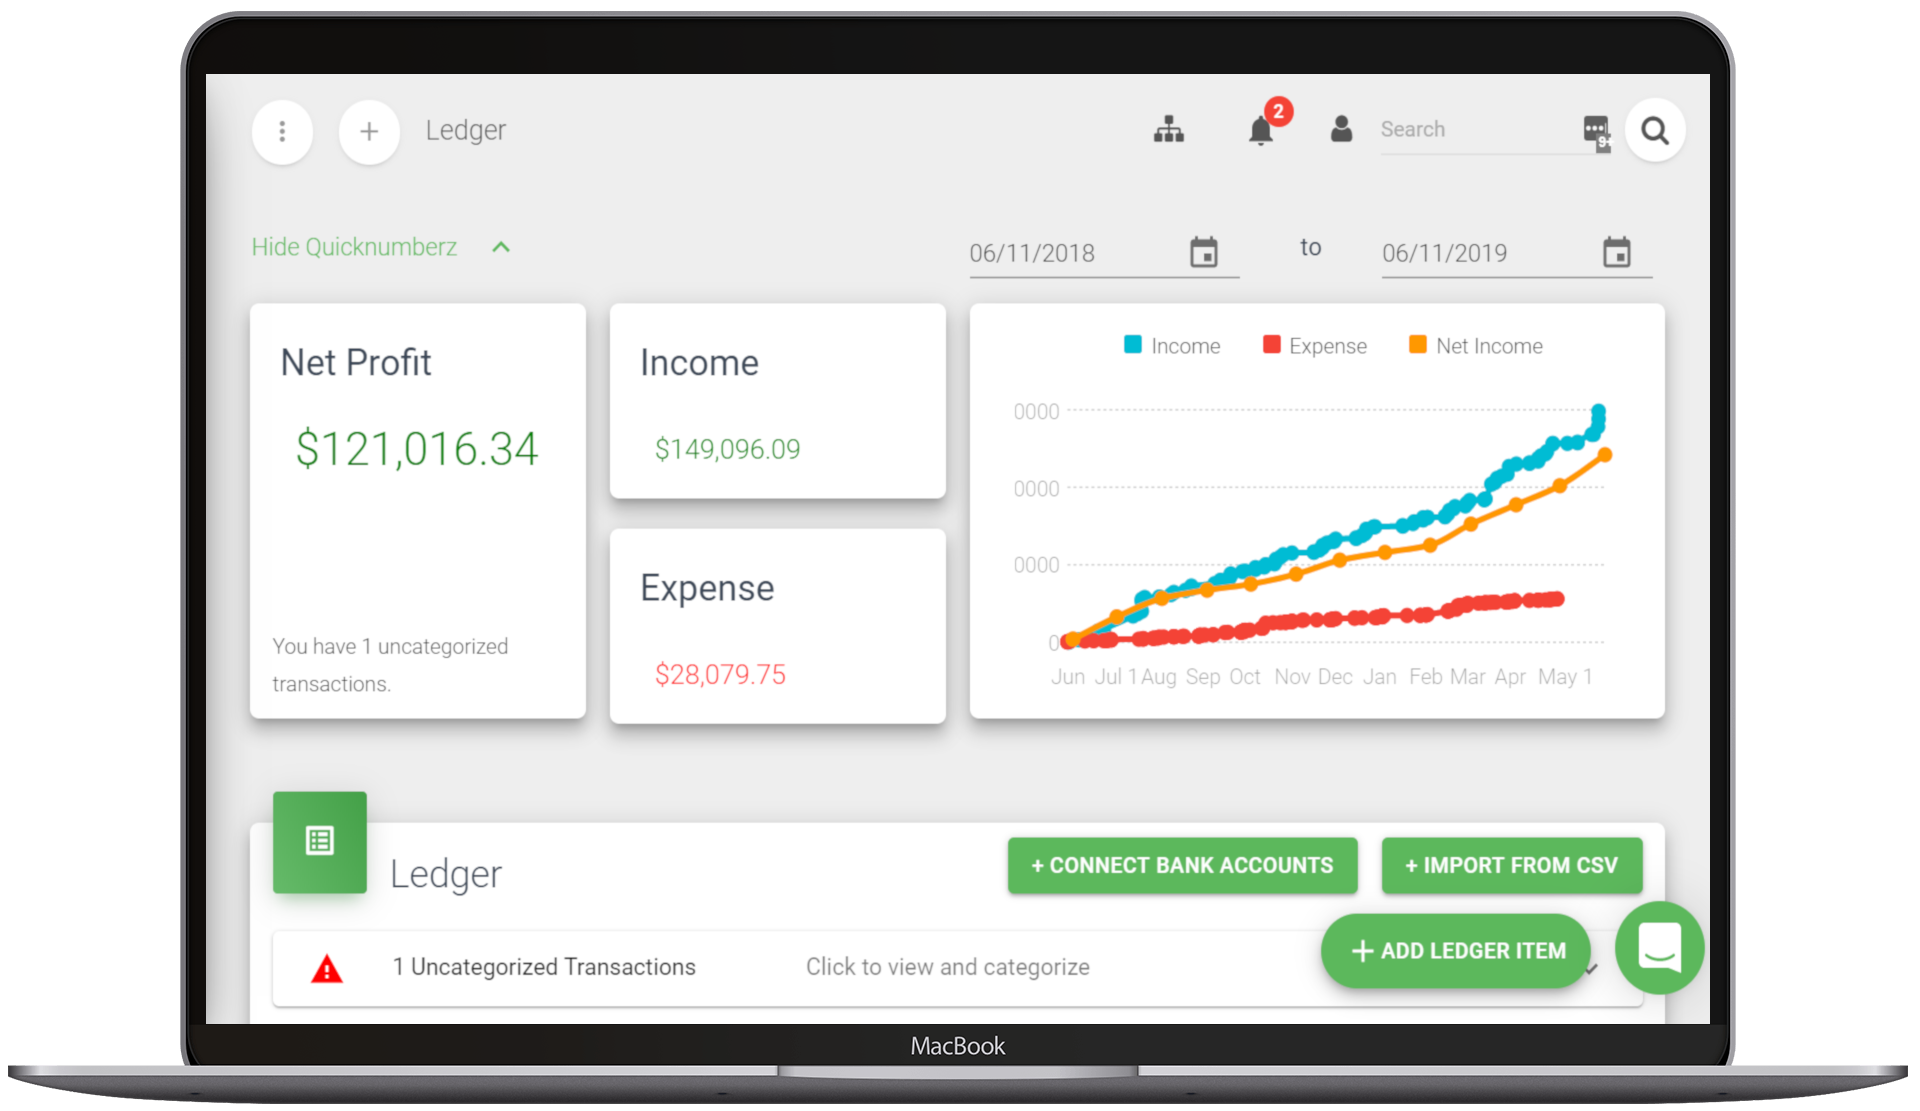 Ledger
2
Search
9+
Hide Quicknumberz
06/11/2018
to
06/11/2019
Net Profit
$121,016.34
You have 1 uncategorized
transactions.
Income
$149,096.09
Expense
$28,079.75
Income Expense Net Income
0000
0000
0000
0
Jun Jul 1 Aug Sep Oct Nov Dec Jan Feb Mar Apr May 1
Ledger
+ CONNECT BANK ACCOUNTS
+ IMPORT FROM CSV
1 Uncategorized Transactions
Click to view and categorize
+ ADD LEDGER ITEM
MacBook